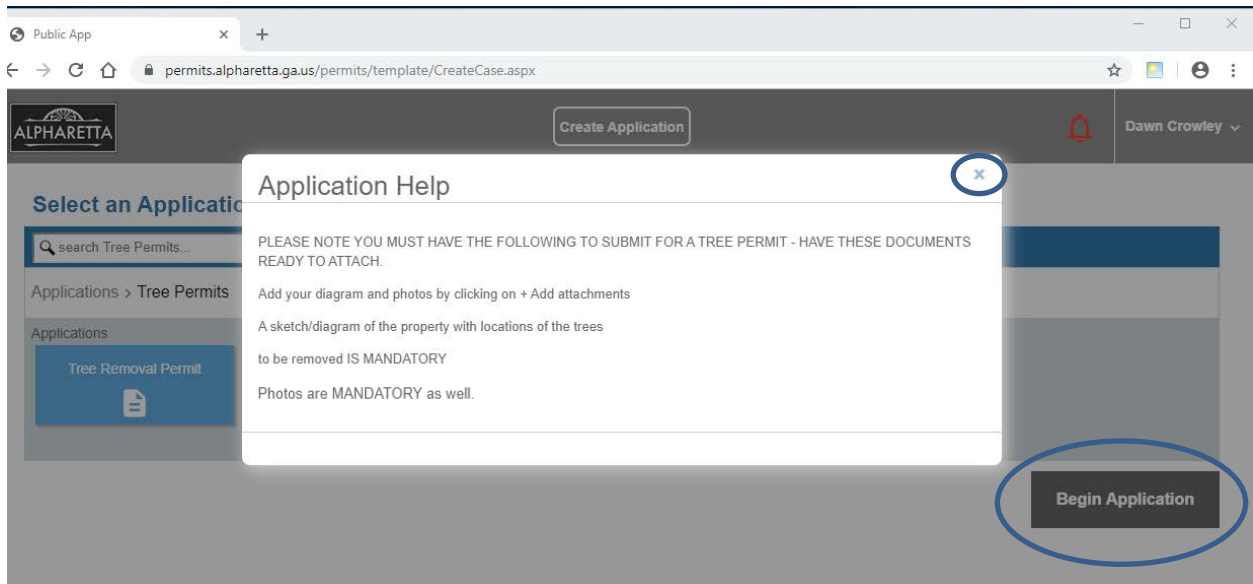 Public App
permits.alpharetta.ga.us/permits/template/CreateCase.aspx
ALPHARETTA
Create Application
Dawn Crowley
Application Help
Select an Applicatio
search Tree Permits...
PLEASE NOTE YOU MUST HAVE THE FOLLOWING TO SUBMIT FOR A TREE PERMIT - HAVE THESE DOCUMENTS
READY TO ATTACH.
Applications > Tree Permits
Add your diagram and photos by clicking on + Add attachments
Applications
A sketch/diagram of the property with locations of the trees
to be removed IS MANDATORY
Tree Removal Permit
Photos are MANDATORY as well.
Begin Application